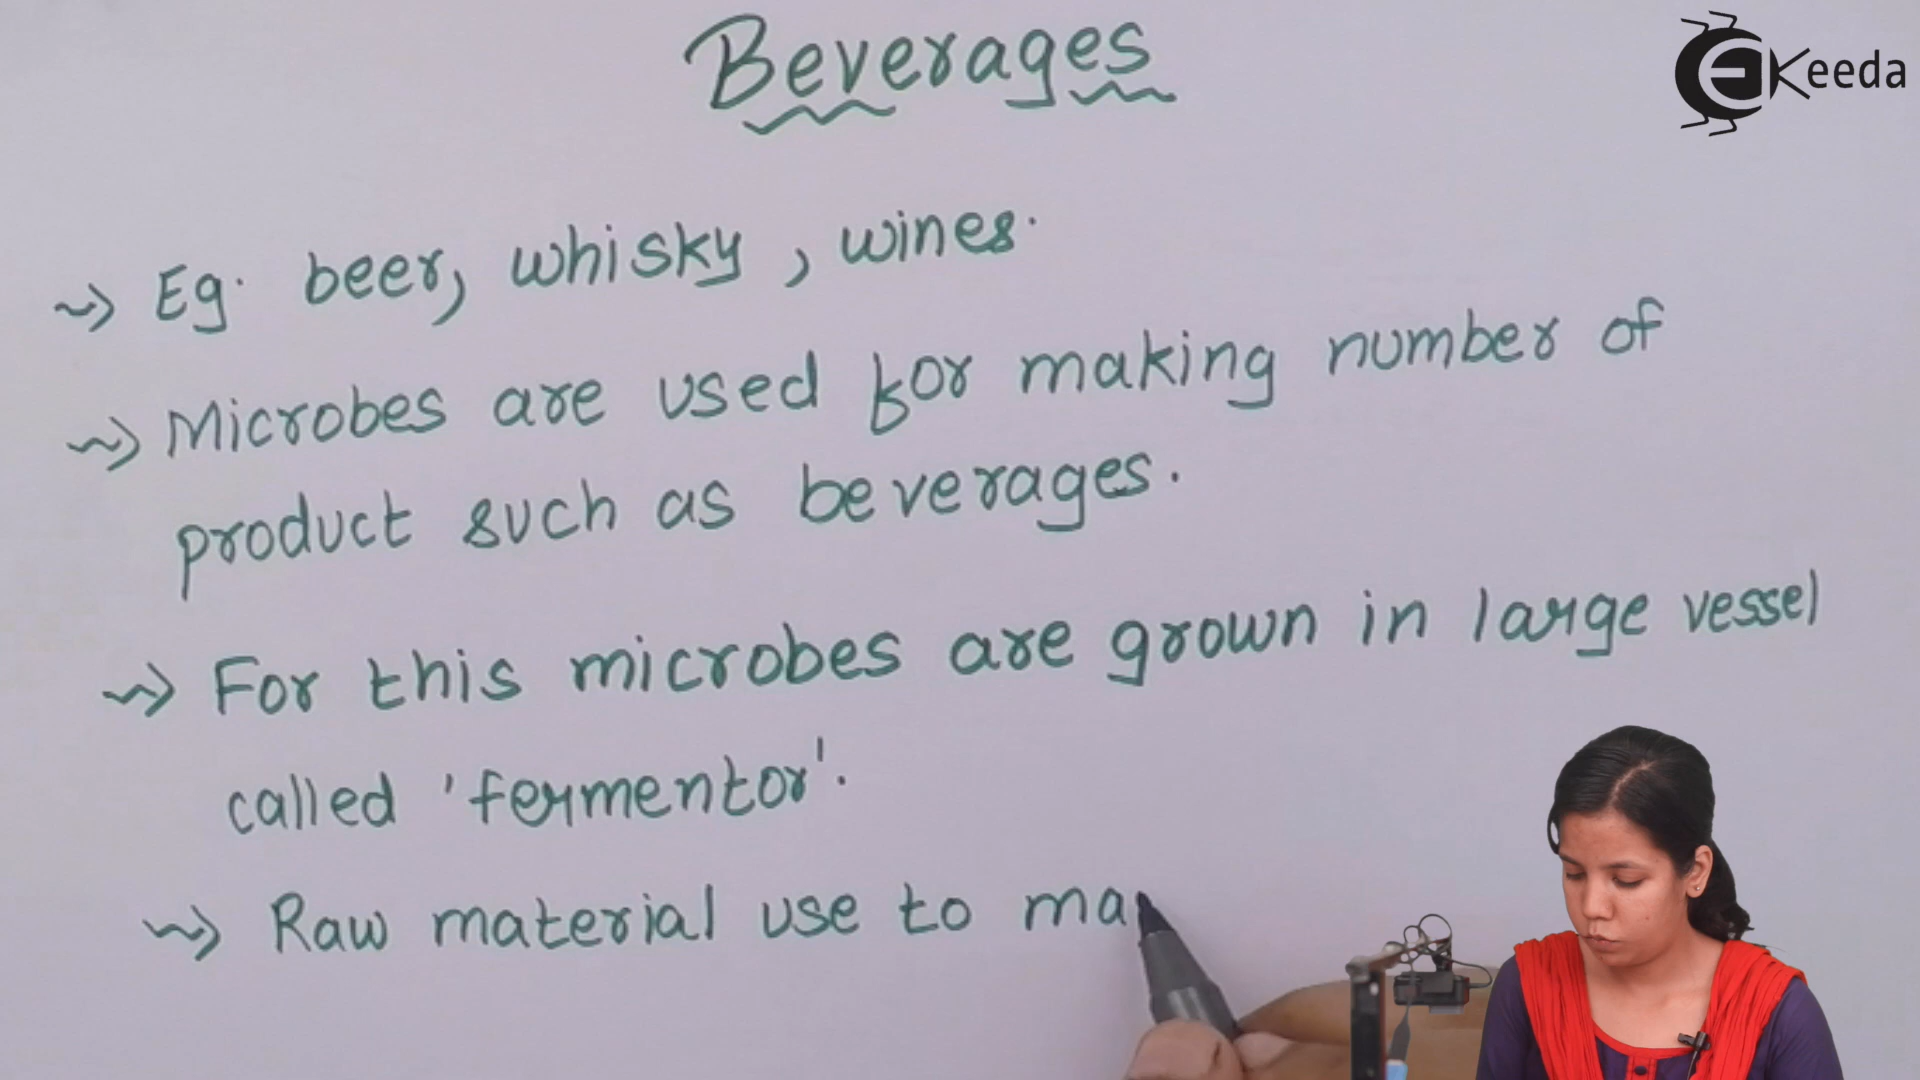 Beverages
EKeeda
~> Eg. beer, whisky, wines.
~> Microbes are used for making number of
product such as beverages.
~> For this microbes are grown in large vessel
called 'fermentor'.
~> Raw material use to ma